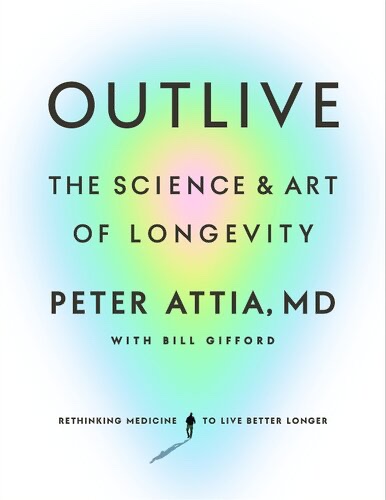 OUTLIVE
THE SCIENCE & ART
OF LONGEVITY
PETER ATTIA, MD
WITH BILL GIFFORD
RETHINKING MEDICINE TO LIVE BETTER LONGER